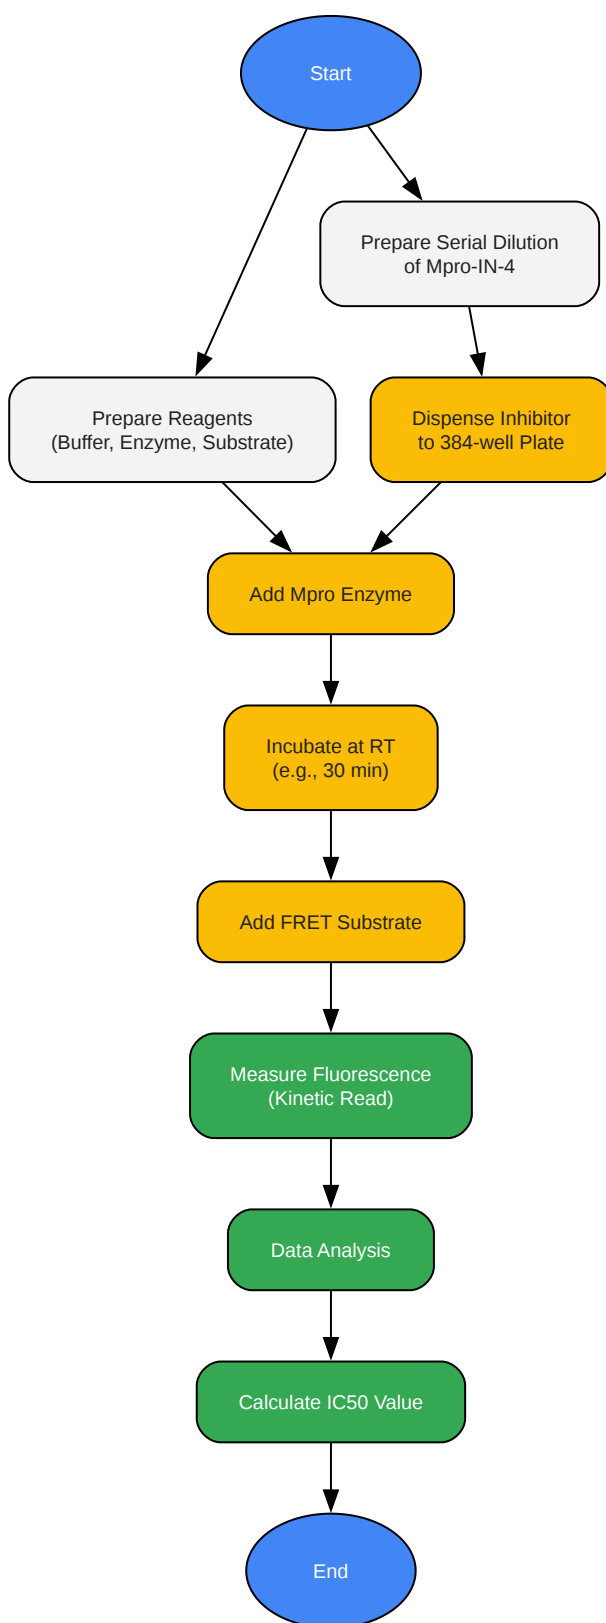 Start
Prepare Serial Dilution
of Mpro-IN-4
Prepare Reagents
(Buffer, Enzyme, Substrate)
Dispense Inhibitor
to 384-well Plate
Add Mpro Enzyme
Incubate at RT
(e.g., 30 min)
Add FRET Substrate
Measure Fluorescence
(Kinetic Read)
Data Analysis
Calculate IC50 Value
End